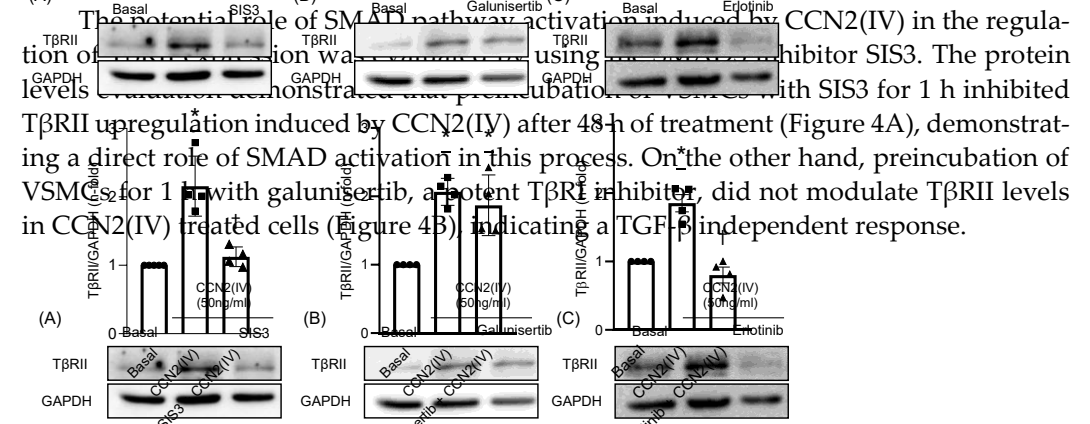 Basal SIS3 Basal Galunisertib Basal Erlotinib
The potential role of SMAD pathway activation induced by CCN2(IV) in the regula-
TβRII TβRII TβRII
tion of expression was using hibitor SIS3. The protein
GAPDH GAPDH GAPDH
levels evaluation demonstrated that preincubation of VSMCs with SIS3 for 1 h inhibited
TβRII upregulation induced by CCN2(IV) after 48 h of treatment (Figure 4A), demonstrat-
ing a direct role of SMAD activation in this process. On the other hand, preincubation of
VSMCs for 1 h with galunisertib, a potent TβRI inhibitor, did not modulate TβRII levels
in CCN2(IV) treated cells (Figure 4B), indicating a TGF-β independent response.
TβRII/GAPDH (n-fold) TβRII/GAPDH (n-fold) TβRII/GAPDH (n-fold)
1 1 1
0 0 0
CCN2(IV) CCN2(IV) CCN2(IV)
(50ng/ml) (50ng/ml) (50ng/ml)
(A) (B) (C)
Basal SIS3 Basal Galunisertib Basal Erlotinib
TβRII TβRII TβRII
Basal CCN2(IV) CCN2(IV) Basal CCN2(IV) CCN2(IV) Basal CCN2(IV) CCN2(IV)
GAPDH GAPDH GAPDH
SIS3